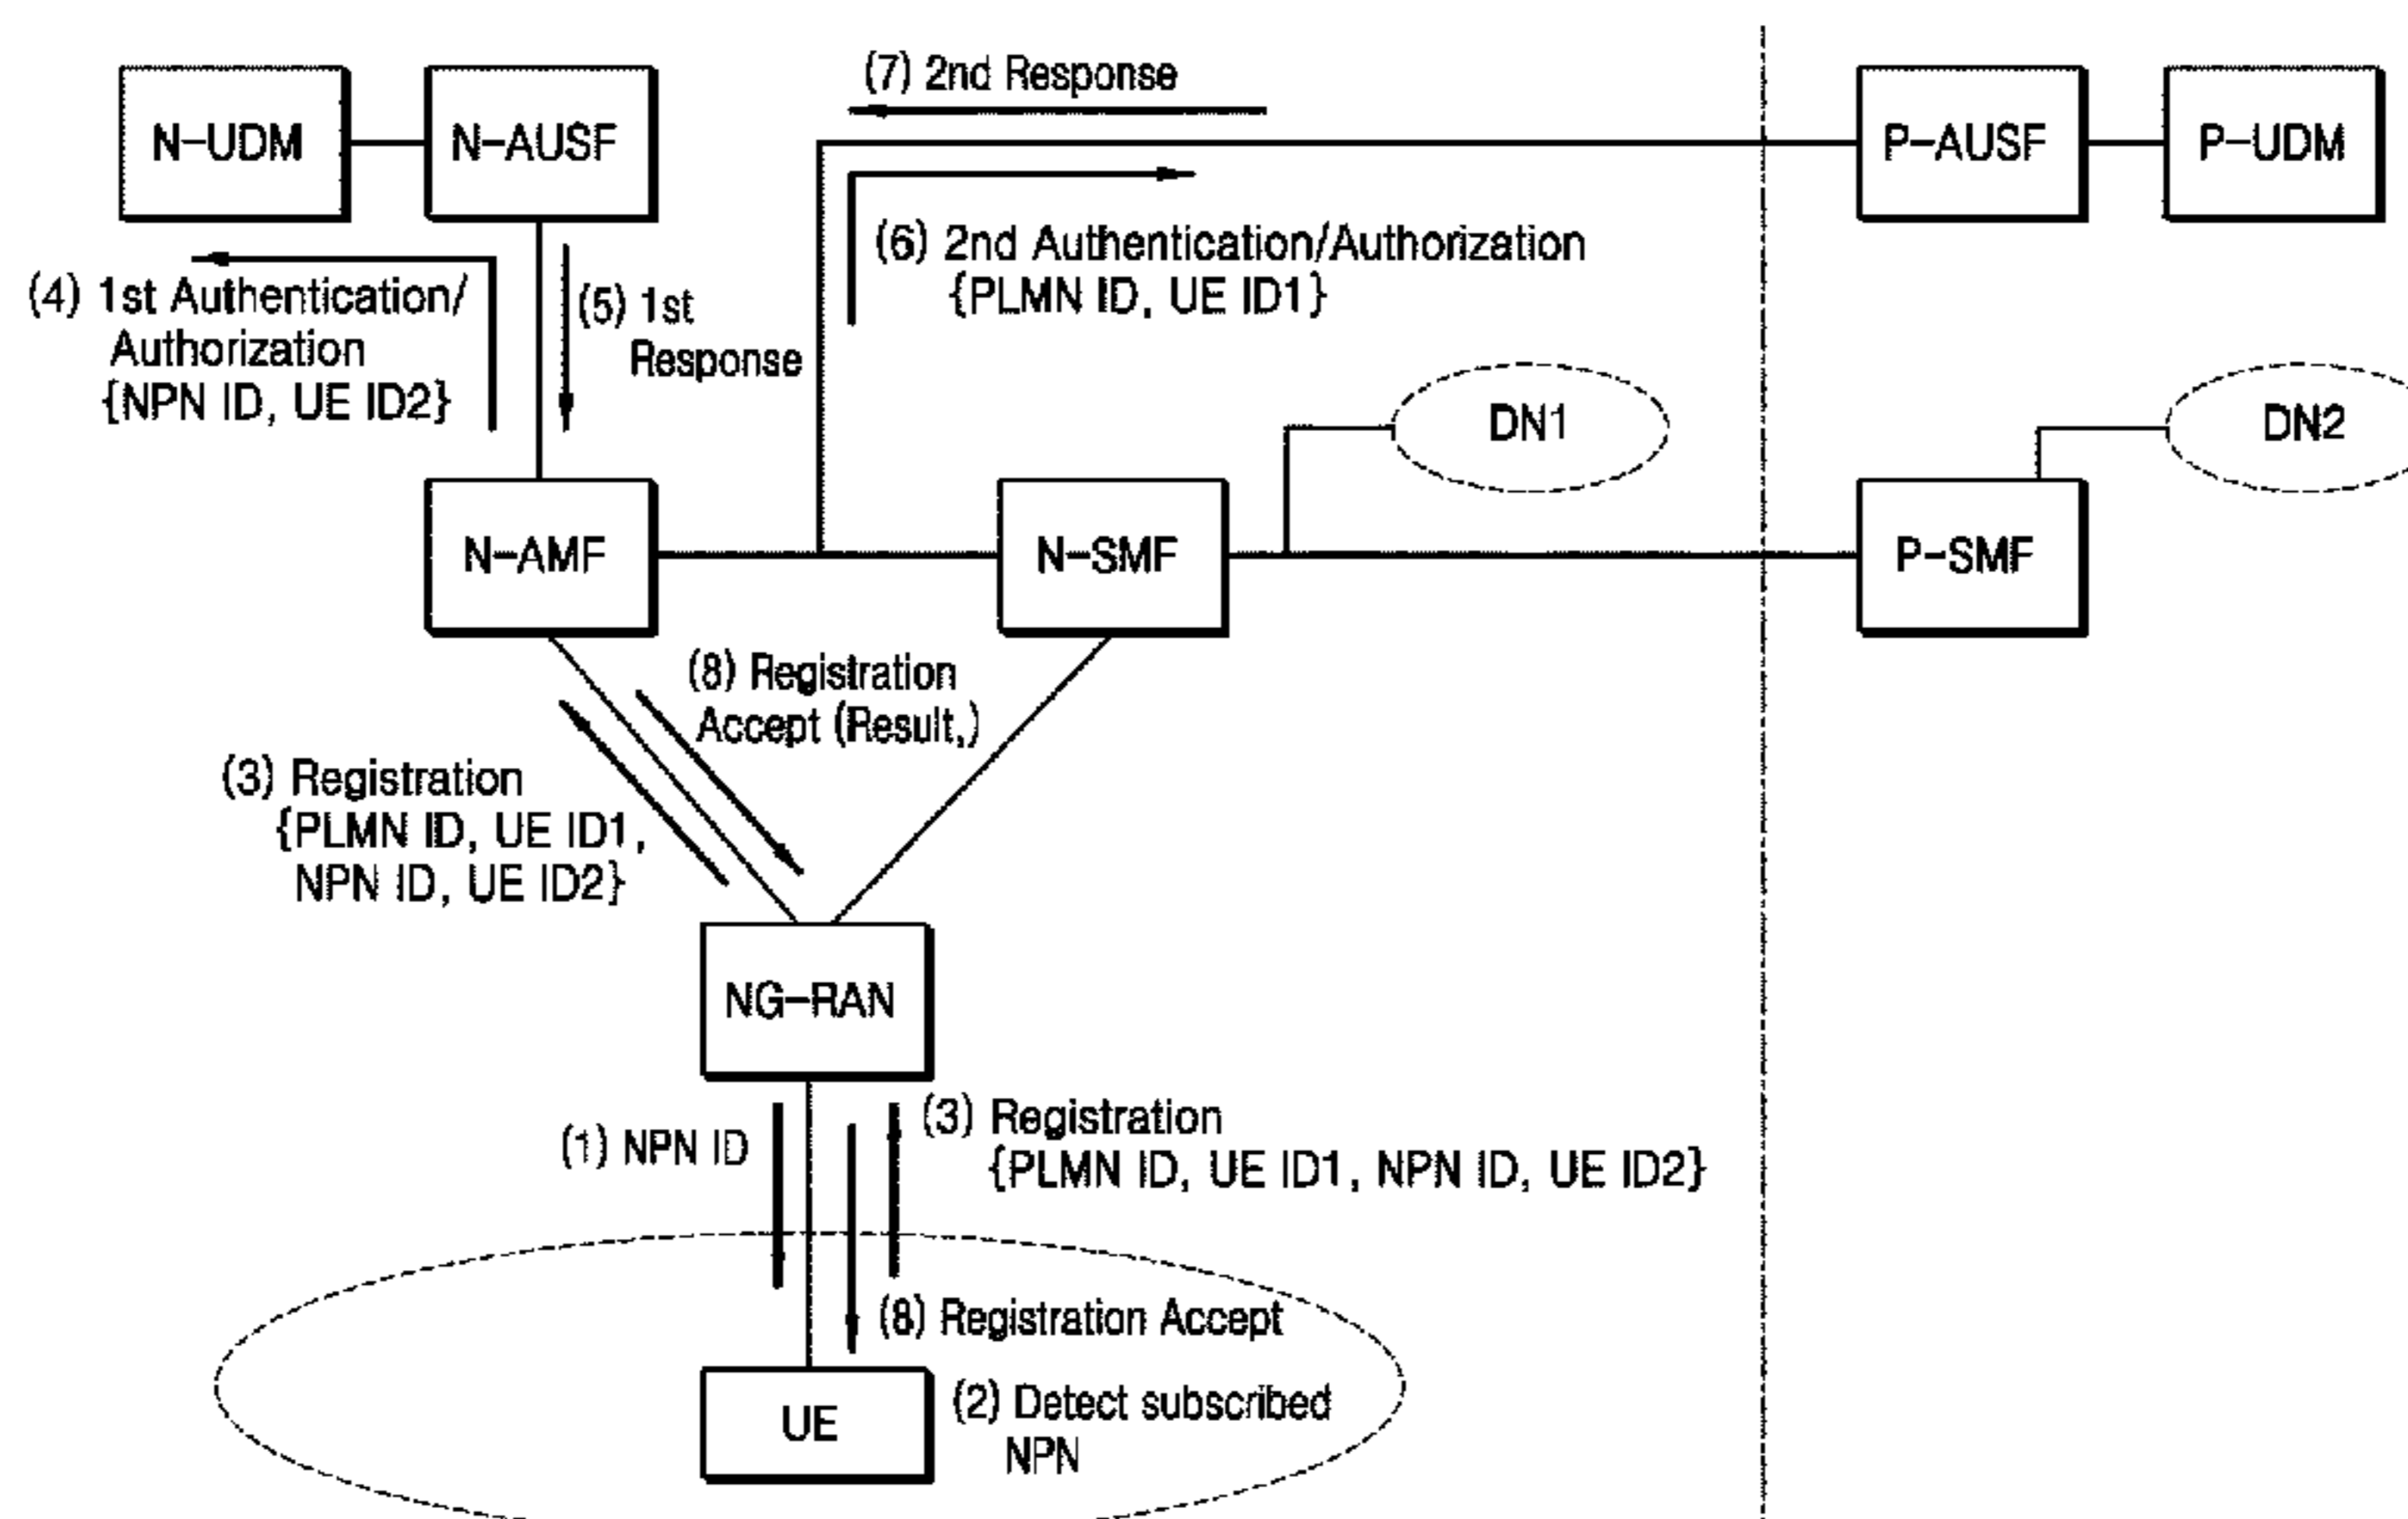 (7) 2nd Response
N-UDM
N-AUSF
P-AUSF
P-UDM
(6) 2nd Authentication/Authorization
{PLMN ID, UE ID1}
(4) 1st Authentication/
Authorization
{NPN ID, UE ID2}
(5) 1st
Response
DN1
DN2
N-AMF
N-SMF
P-SMF
(8) Registration
Accept (Result,)
(3) Registration
{PLMN ID, UE ID1,
NPN ID, UE ID2}
NG-RAN
(1) NPN ID
(3) Registration
{PLMN ID, UE ID1, NPN ID, UE ID2}
(8) Registration Accept
UE
(2) Detect subscribed
NPN